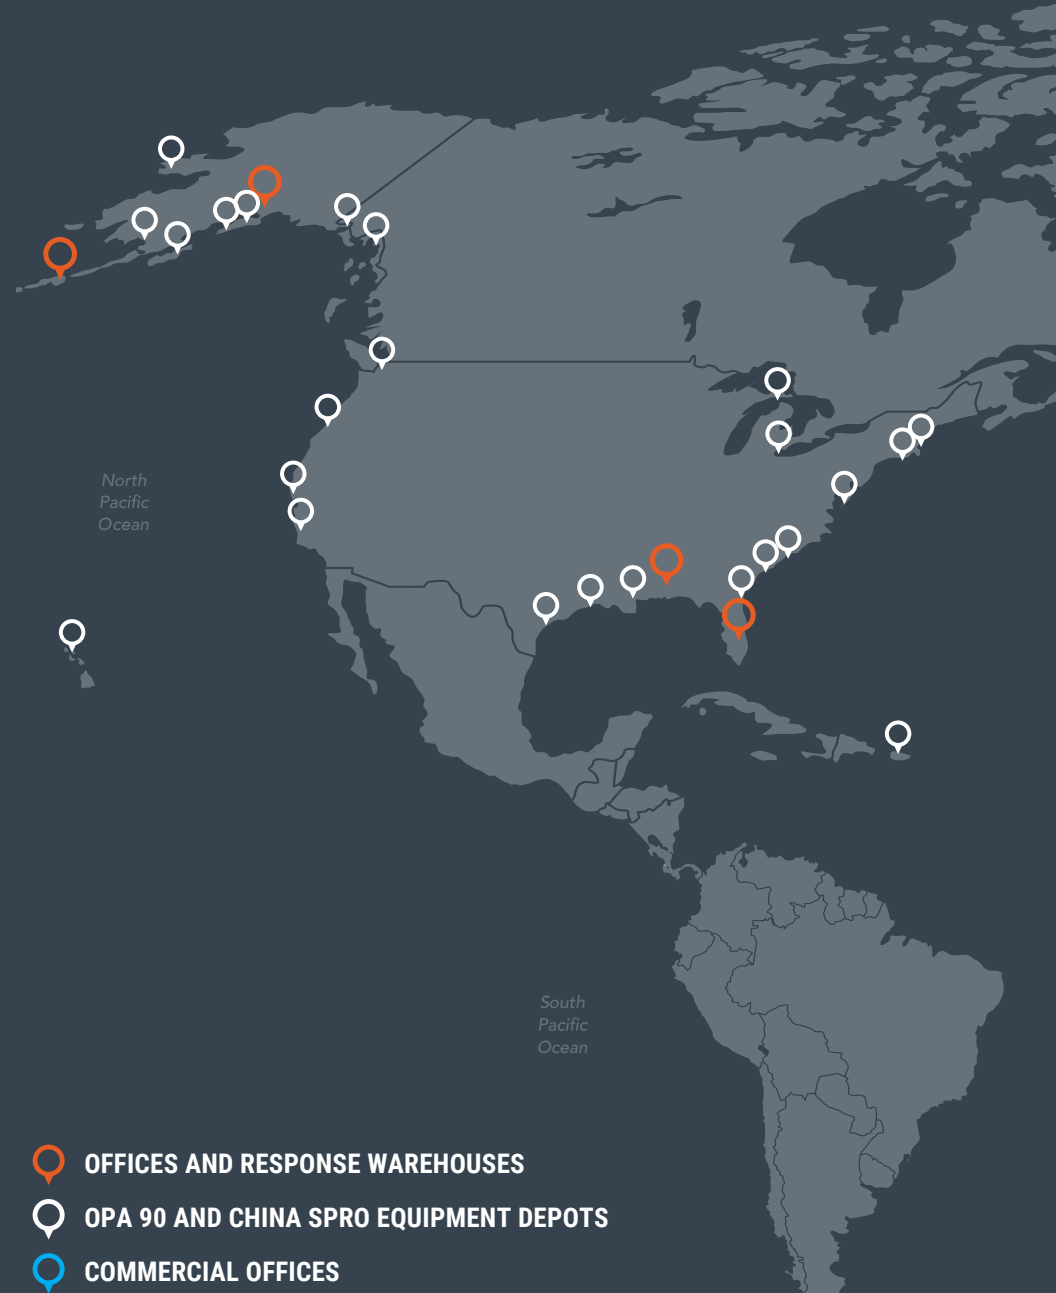 North
Pacific
Ocean
South
Pacific
Ocean
OFFICES AND RESPONSE WAREHOUSES
OPA 90 AND CHINA SPRO EQUIPMENT DEPOTS
COMMERCIAL OFFICES